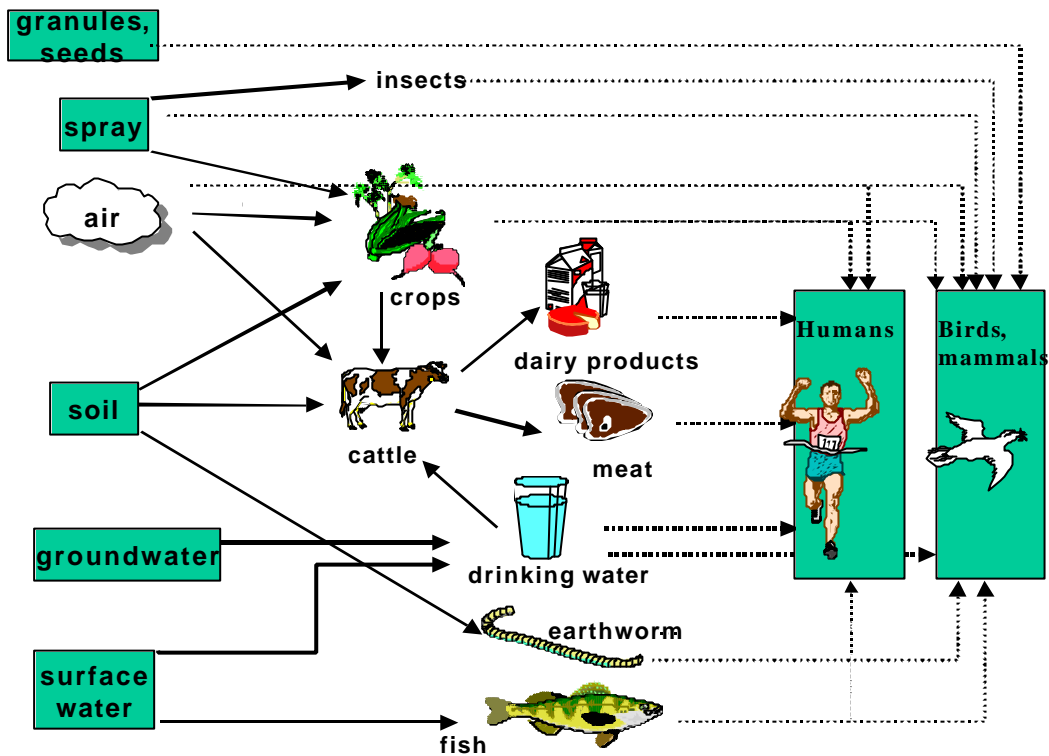 granules,
seeds
insects
spray
air
crops
dairy products
Humans
Birds,
mammals
soil
cattle
meat
groundwater
drinking water
earthworm
surface
water
fish